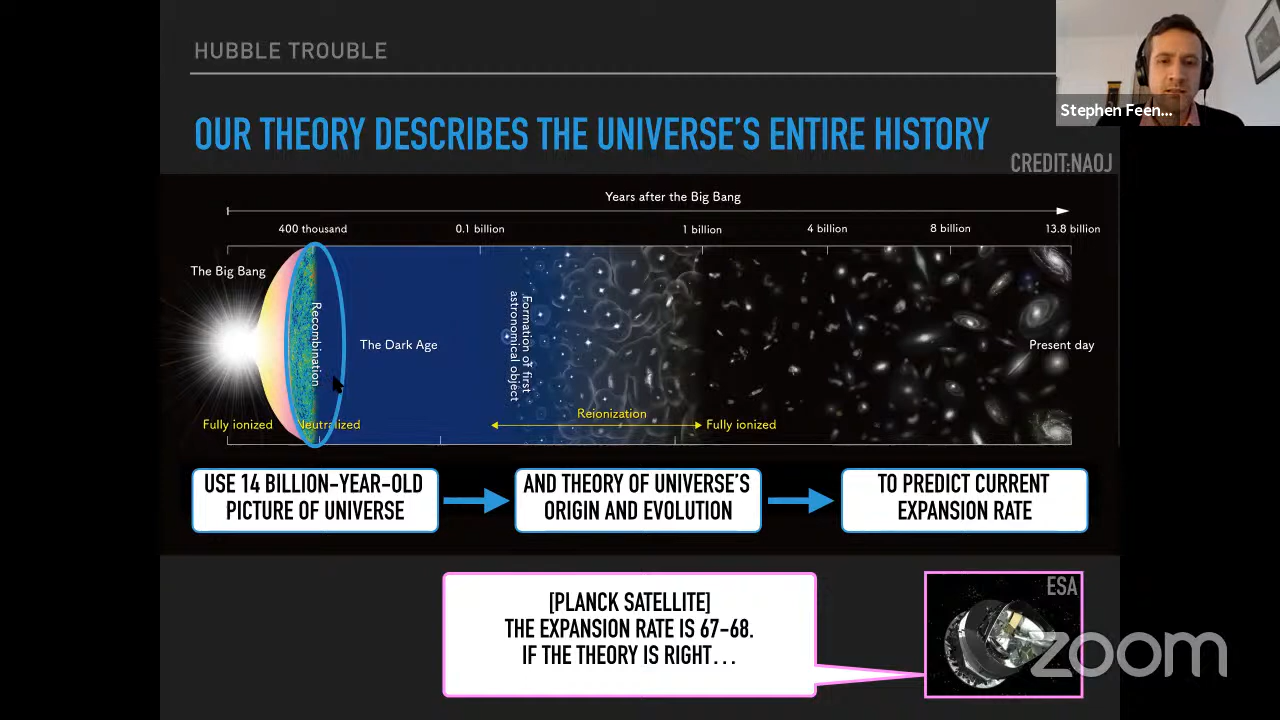 HUBBLE TROUBLE
Stephen Feen...
OUR THEORY DESCRIBES THE UNIVERSE'S ENTIRE HISTORY
CREDIT:NAOJ
Years after the Big Bang
400 thousand 0.1 billion 1 billion 4 billion 8 billion 13.8 billion
The Big Bang
Recombination
The Dark Age
Formation of first
astronomical object
Present day
Reionization
Fully ionized Neutralized Fully ionized
USE 14 BILLION-YEAR-OLD
PICTURE OF UNIVERSE
AND THEORY OF UNIVERSE'S
ORIGIN AND EVOLUTION
TO PREDICT CURRENT
EXPANSION RATE
[PLANCK SATELLITE]
THE EXPANSION RATE IS 67-68.
IF THE THEORY IS RIGHT...
ESA
zoom